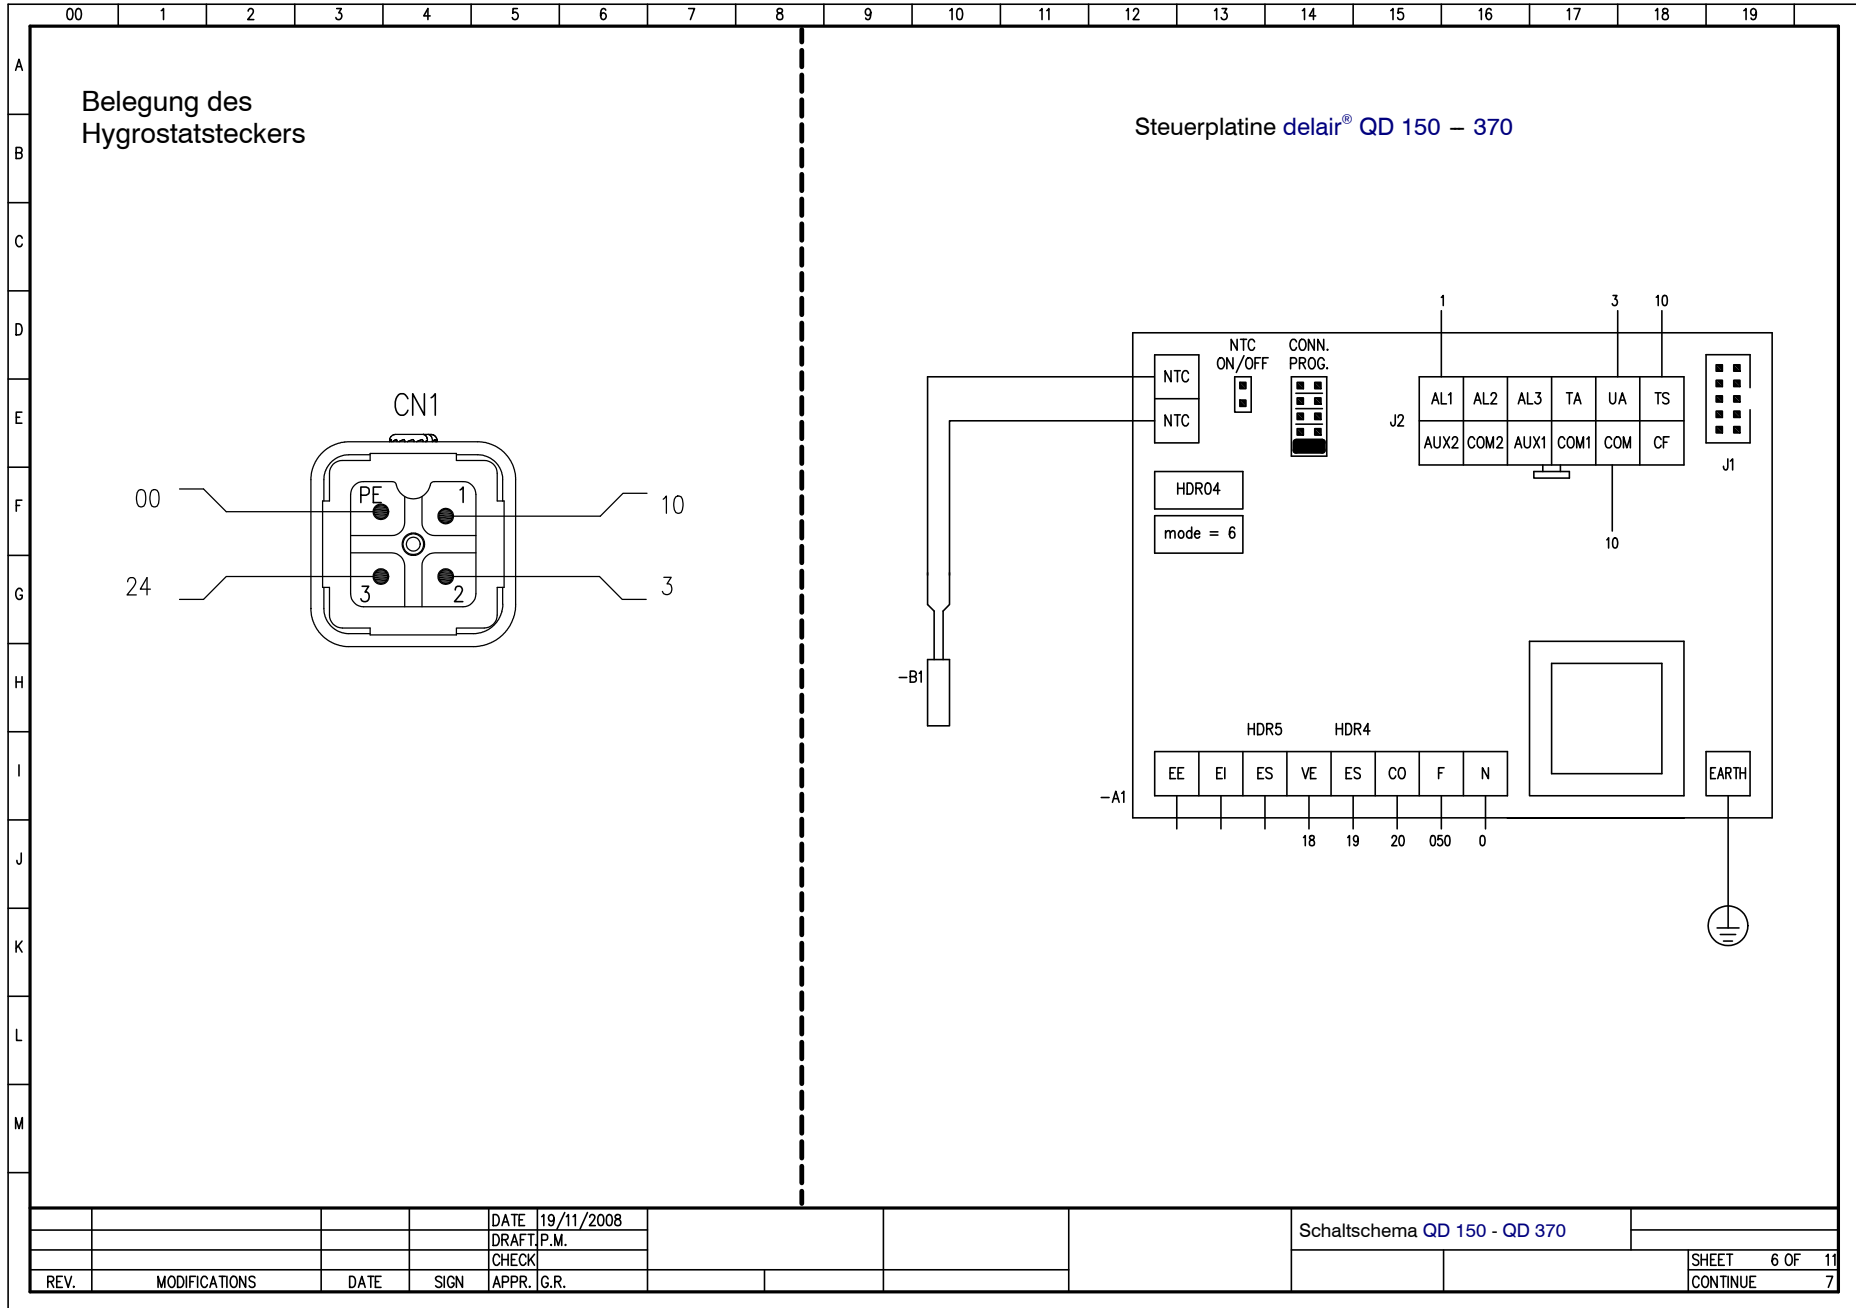 00 1 2 3 4 5 6 7 8 9 10 11 12 13 14 15 16 17 18 19
A
B
C
D
E
F
G
H
I
J
K
L
M
Belegung des
Hygrostatsteckers
CN1
PE 1
00 10
24 3
3 2
Steuerplatine delair® QD 150 – 370
1 3 10
NTC CONN.
ON/OFF PROG.
NTC
NTC
J2
AL1 AL2 AL3 TA UA TS
AUX2 COM2 AUX1 COM1 COM CF
J1
HDR04
mode = 6
10
-B1
HDR5 HDR4
EE EI ES VE ES CO F N
EARTH
-A1
18 19 20 050 0
DATE 19/11/2008
DRAFT. P.M.
CHECK
REV. MODIFICATIONS DATE SIGN APPR. G.R.
Schaltschema QD 150 - QD 370
SHEET 6 OF 11
CONTINUE 7